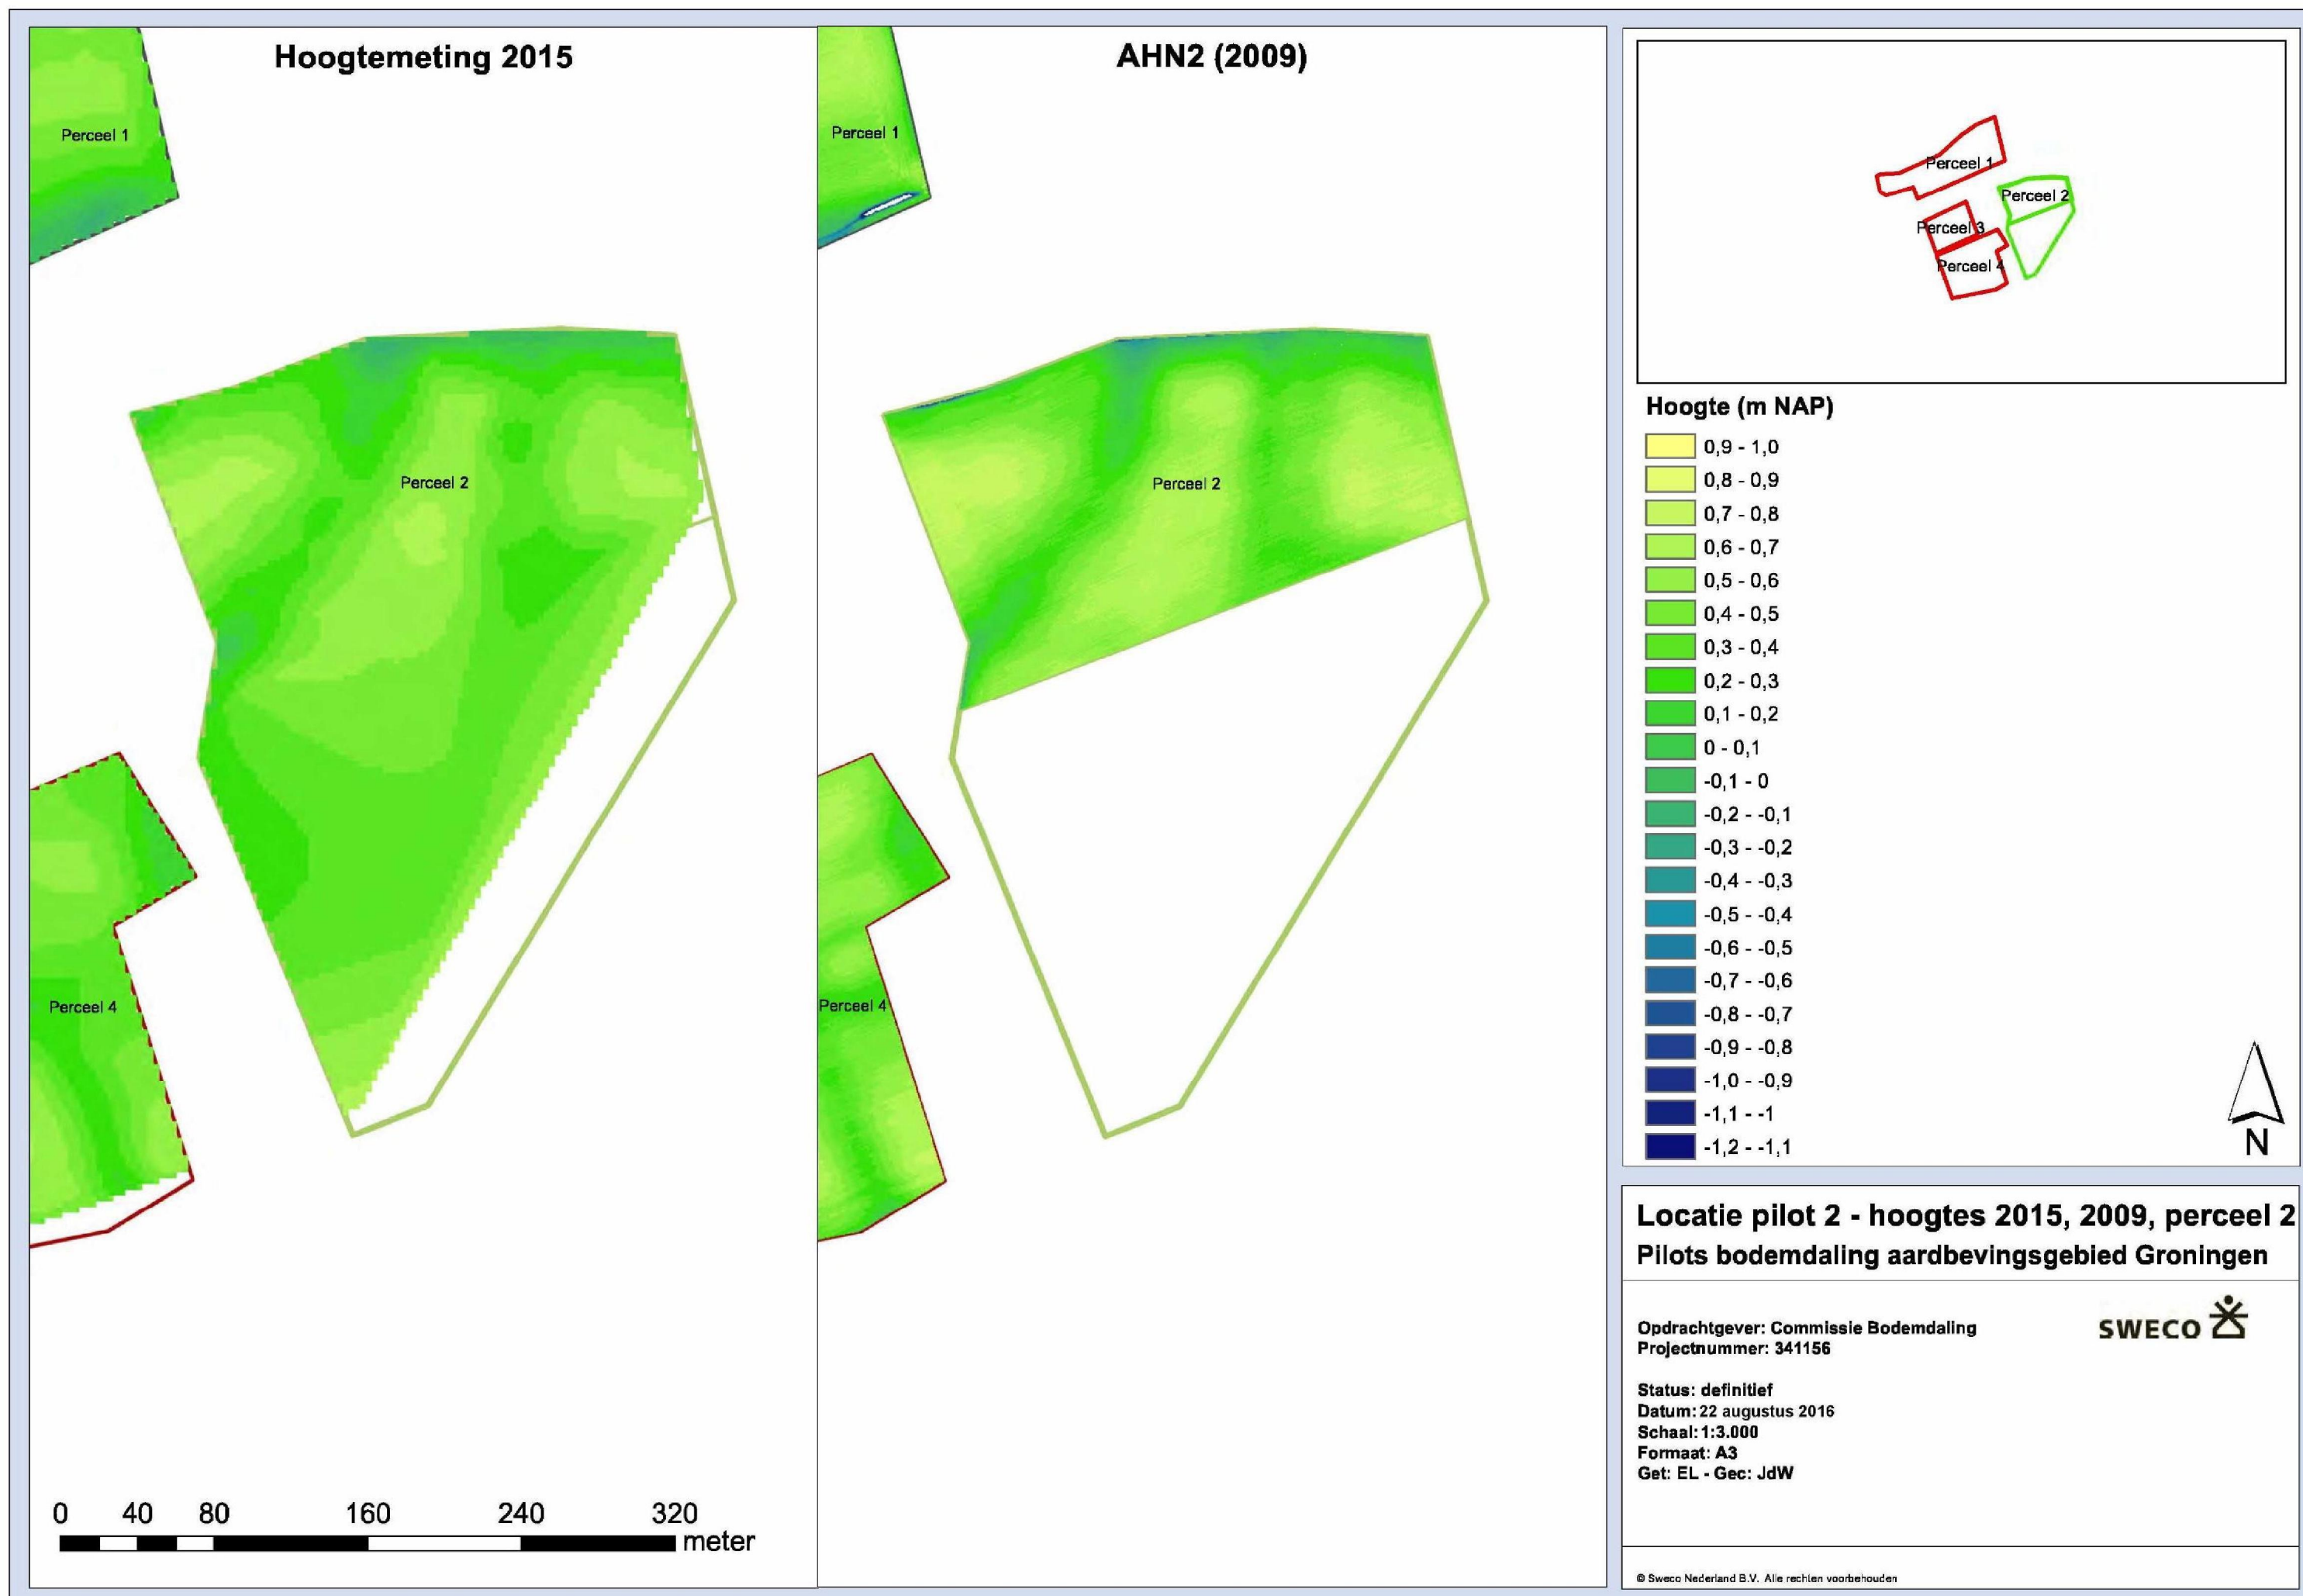 Hoogtemeting 2015
Perceel 1
Perceel 2
Perceel 4
0 40 80 160 240 320
meter
AHN2 (2009)
Perceel 1
Perceel 2
Perceel 4
Perceel 1
Perceel 2
Perceel 3
Perceel 4
Hoogte (m NAP)
0,9 - 1,0
0,8 - 0,9
0,7 - 0,8
0,6 - 0,7
0,5 - 0,6
0,4 - 0,5
0,3 - 0,4
0,2 - 0,3
0,1 - 0,2
0 - 0,1
-0,1 - 0
-0,2 - -0,1
-0,3 - -0,2
-0,4 - -0,3
-0,5 - -0,4
-0,6 - -0,5
-0,7 - -0,6
-0,8 - -0,7
-0,9 - -0,8
-1,0 - -0,9
-1,1 - -1
-1,2 - -1,1
N
Locatie pilot 2 - hoogtes 2015, 2009, perceel 2
Pilots bodemdaling aardbevingsgebied Groningen
Opdrachtgever: Commissie Bodemdaling
Projectnummer: 341156
SWECO
Status: definitief
Datum: 22 augustus 2016
Schaal: 1:3.000
Formaat: A3
Get: EL - Gec: JdW
© Sweco Nederland B.V. Alle rechten voorbehouden